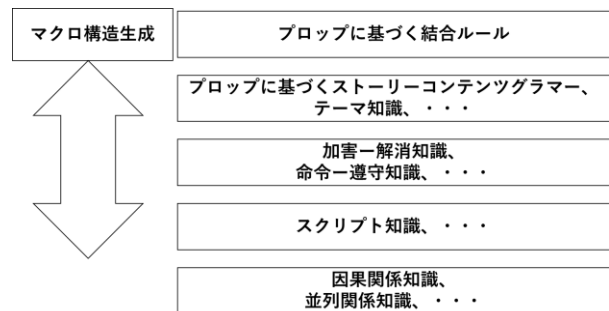 マクロ構造生成
プロップに基づく結合ルール
プロップに基づくストーリーコンテンツグラマー、
テーマ知識、・・・
加害ー解消知識、
命令ー遵守知識、・・・
スクリプト知識、・・・
因果関係知識、
並列関係知識、・・・